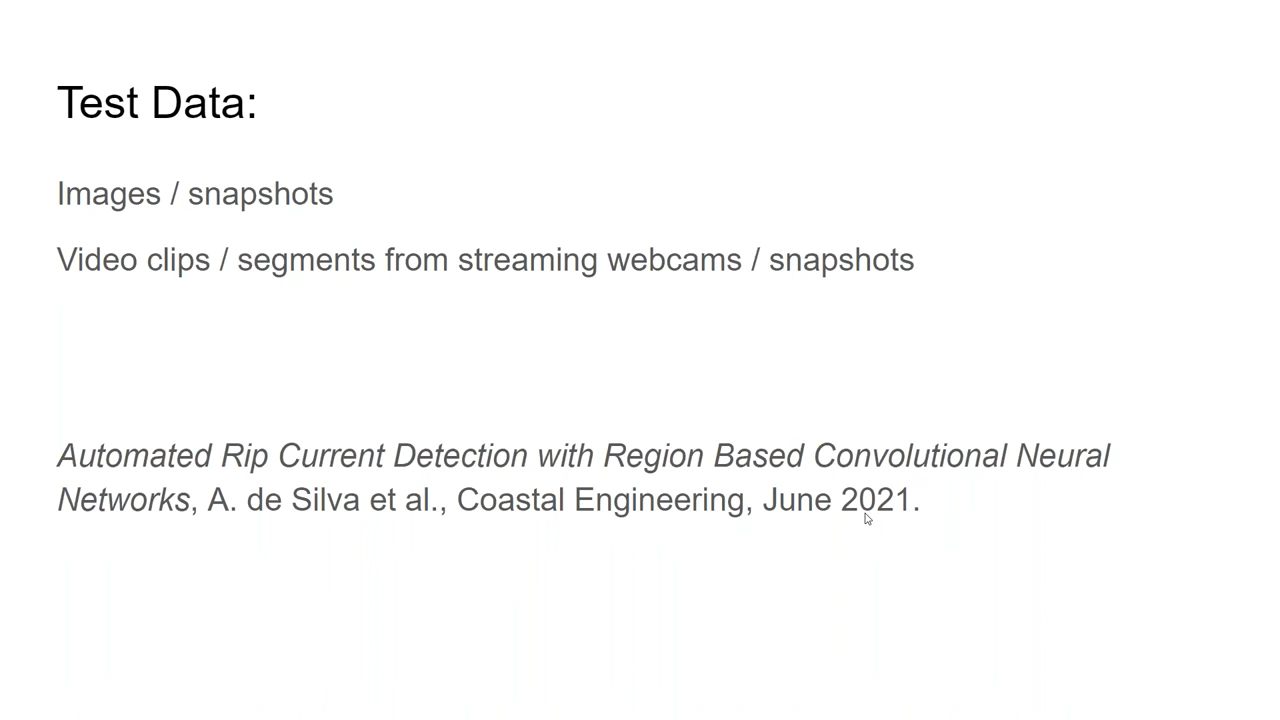 Test Data:
Images / snapshots
Video clips / segments from streaming webcams / snapshots
Automated Rip Current Detection with Region Based Convolutional Neural
Networks, A. de Silva et al., Coastal Engineering, June 2021.